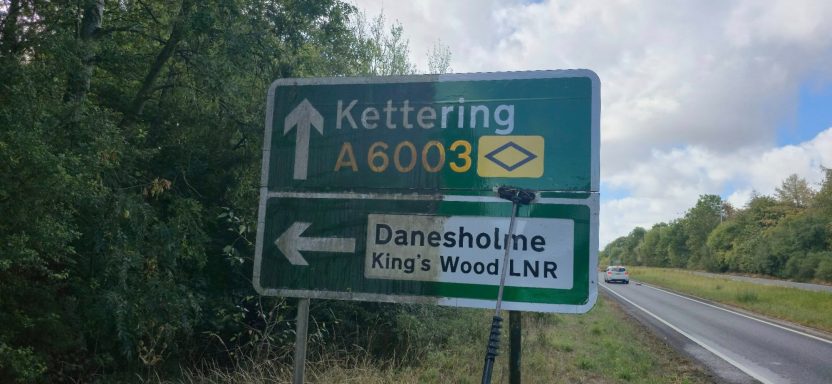 Kettering
A6003
Danesholme
King's Wood LNR